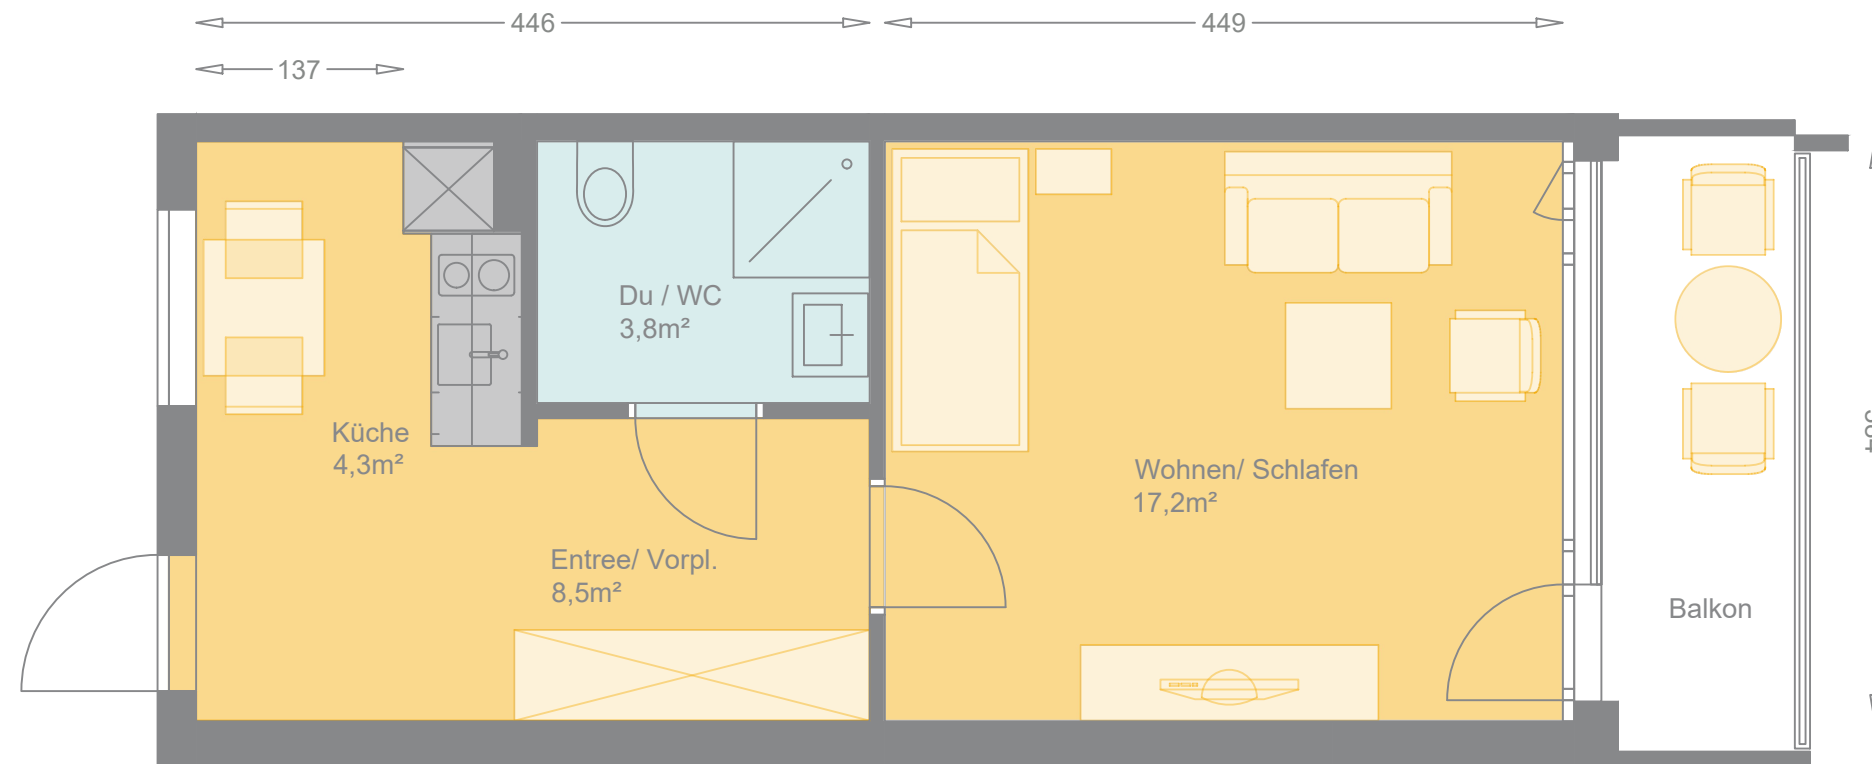 446
449
137
Du / WC
3,8m²
Küche
4,3m²
Wohnen/ Schlafen
17,2m²
Entree/ Vorpl.
8,5m²
Balkon